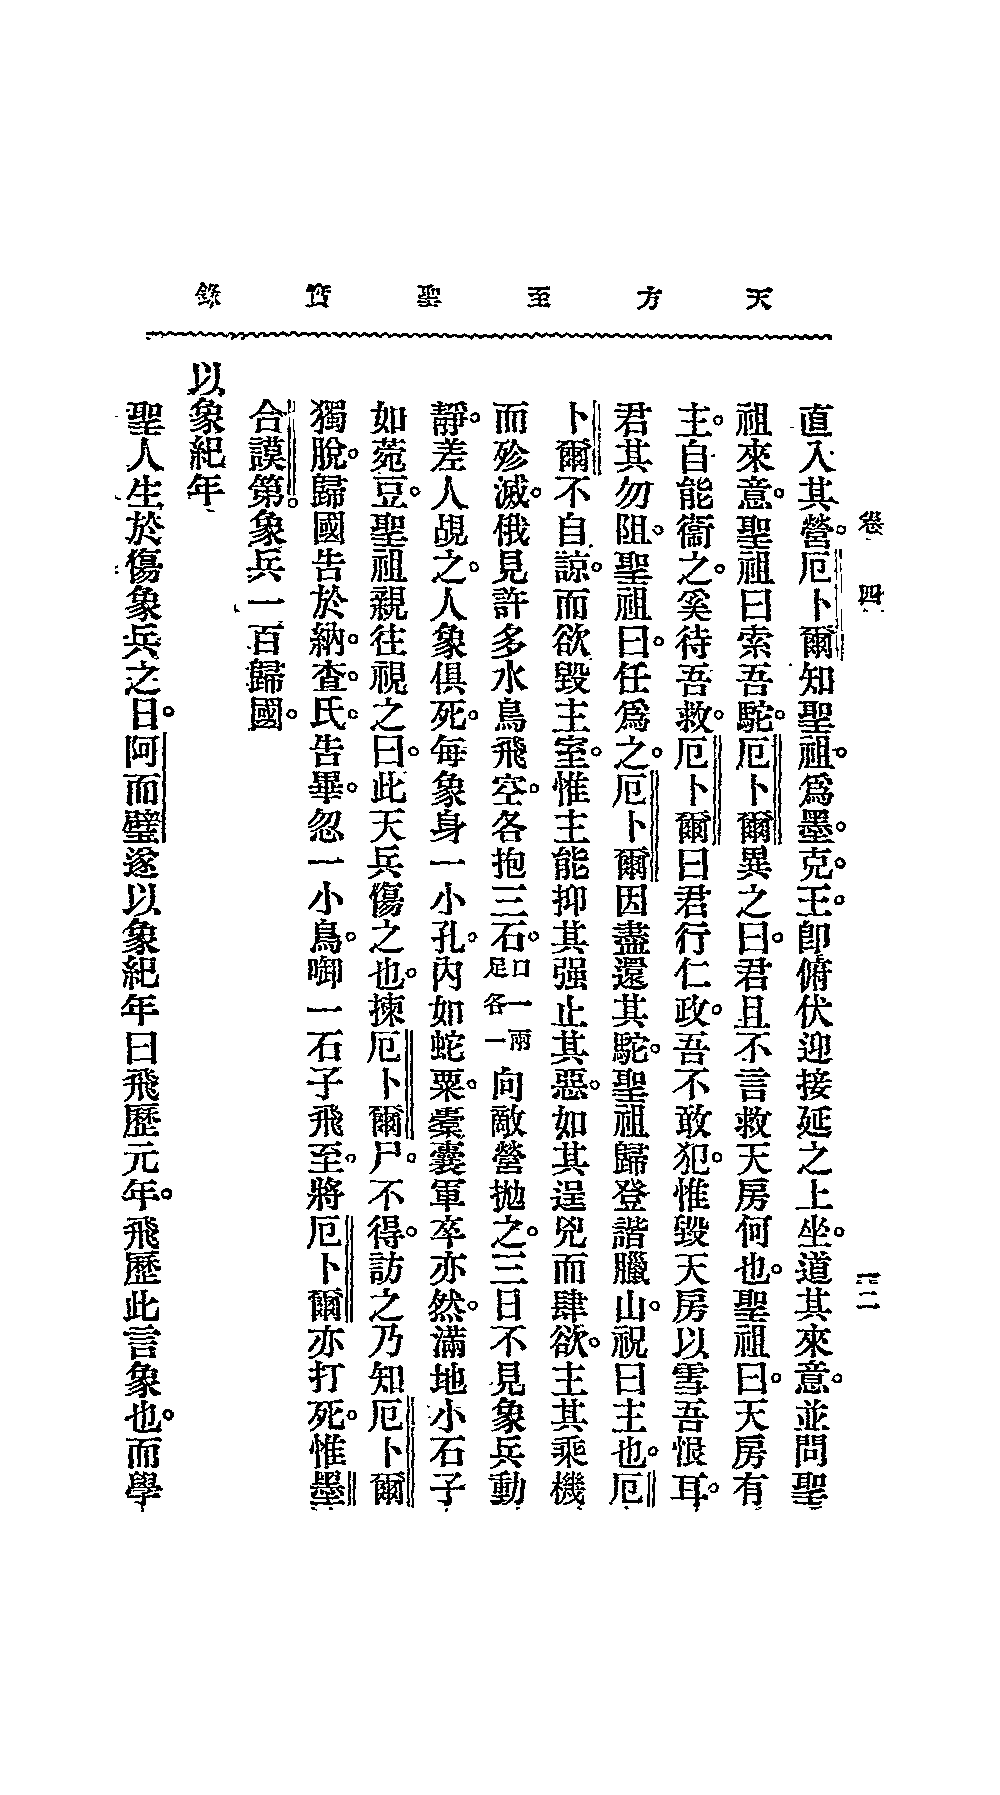 天方至聖實錄
卷四
二
直入其營。厄卜爾知聖祖。爲墨。克。王。卽俯伏迎接延之上坐。道其來意。並問聖
祖來意。聖祖曰索吾駝。厄卜爾異之曰。君且不言救天房何也。聖祖曰。天房有
主。自能衞之。奚待吾救。厄卜爾曰君行仁政。吾不敢犯。惟毀天房以雪吾恨耳。
君其勿阻。聖祖曰。任爲之。厄卜爾因盡還其駝。聖祖歸登諧臘山。祝曰主也。厄
卜爾不自諒。而欲毀主室。惟主能抑其强止其惡。如其逞兇而肆欲。主其乘機
而殄滅。俄見許多水鳥飛空。各抱三石。口一兩足各一向敵營拋之。三日不見象兵動
靜。差人覘之。人象俱死。每象身一小孔。內如蛇粟。橐囊軍卒亦然。滿地小石子
如菀豆。聖祖親往視之曰。此天兵傷之也。揀厄卜爾尸。不得。訪之乃知厄卜爾
獨脫。歸國告於納。查。氏。告畢。忽一小鳥。啣一石子飛至。將厄卜爾亦打死。惟墨
合謨第。象兵一百歸國。
以象紀年
聖人生於傷象兵之日。阿而璧遂以象紀年曰飛歷元年。飛歷此言象也。而學